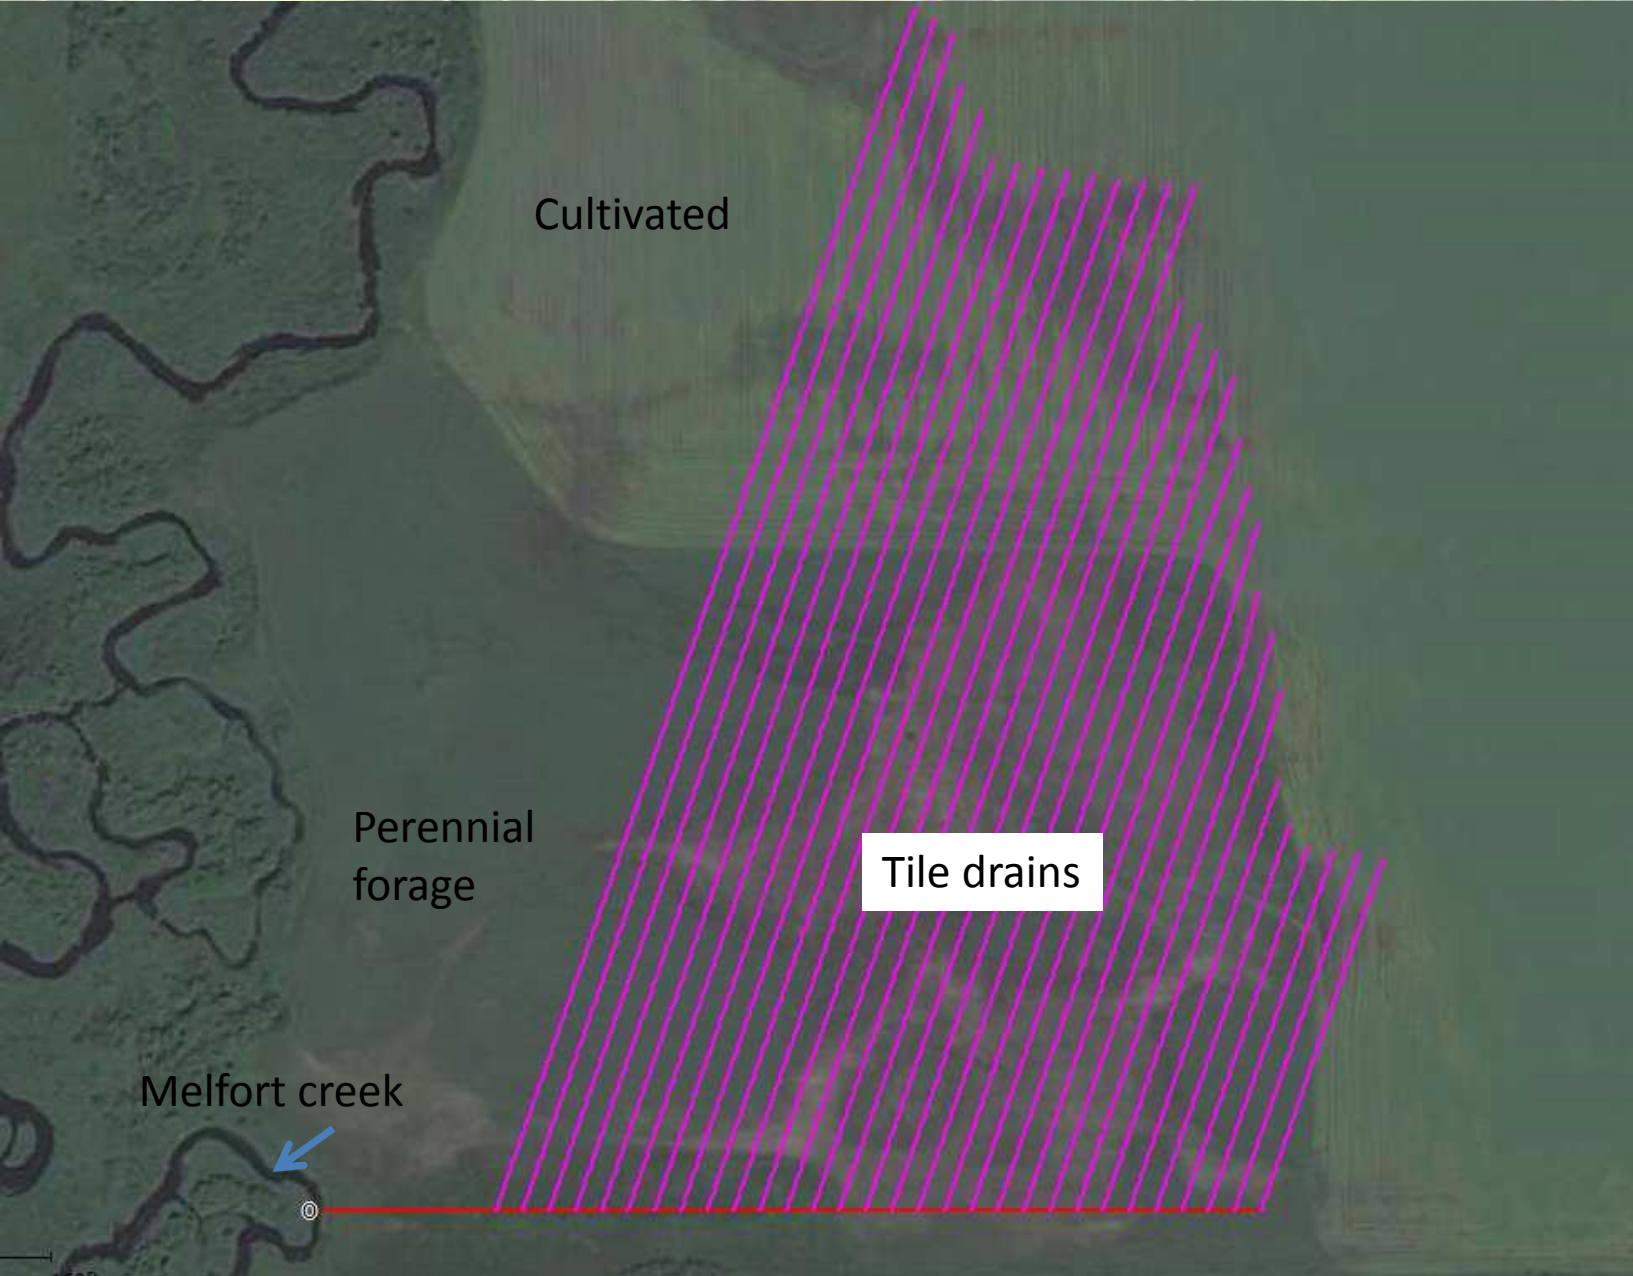 Cultivated
Perennial
forage
Tile drains
Melfort creek